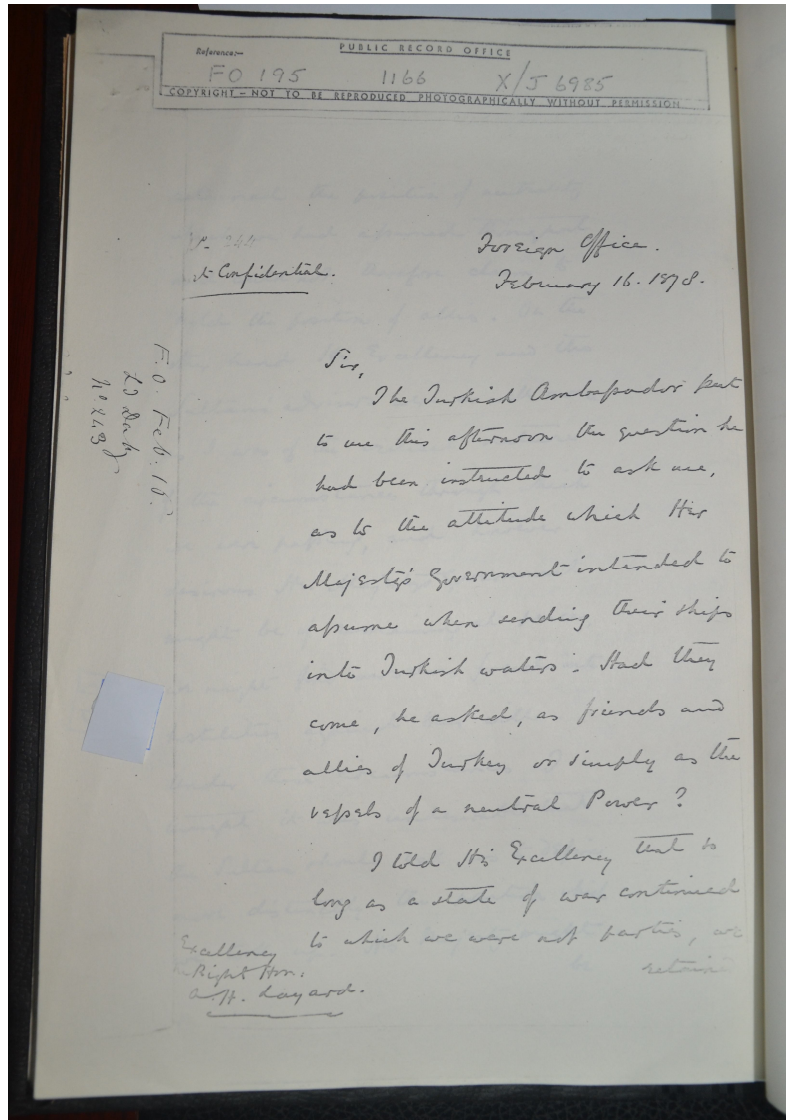 Reference:-
PUBLIC RECORD OFFICE
FO 195 1166 X/J 6985
COPYRIGHT - NOT TO BE REPRODUCED PHOTOGRAPHICALLY WITHOUT PERMISSION
Foreign Office.
February 16. 1878.
Confidential.
F.O. Feb. 
Ld Derby
No. 243
Sir,
The Turkish Ambassador put
to me this afternoon the question he
had been instructed to ask me,
as to the attitude which Her
Majesty's Government intended to
assume when sending their ships
into Turkish waters. Had they
come, he asked, as friends and
allies of Turkey or simply as the
vessels of a neutral Power?
I told His Excellency that so
long as a state of war continued
to which we were not parties, we
retain
Excellency
Right Hon.
A. H. Layard.